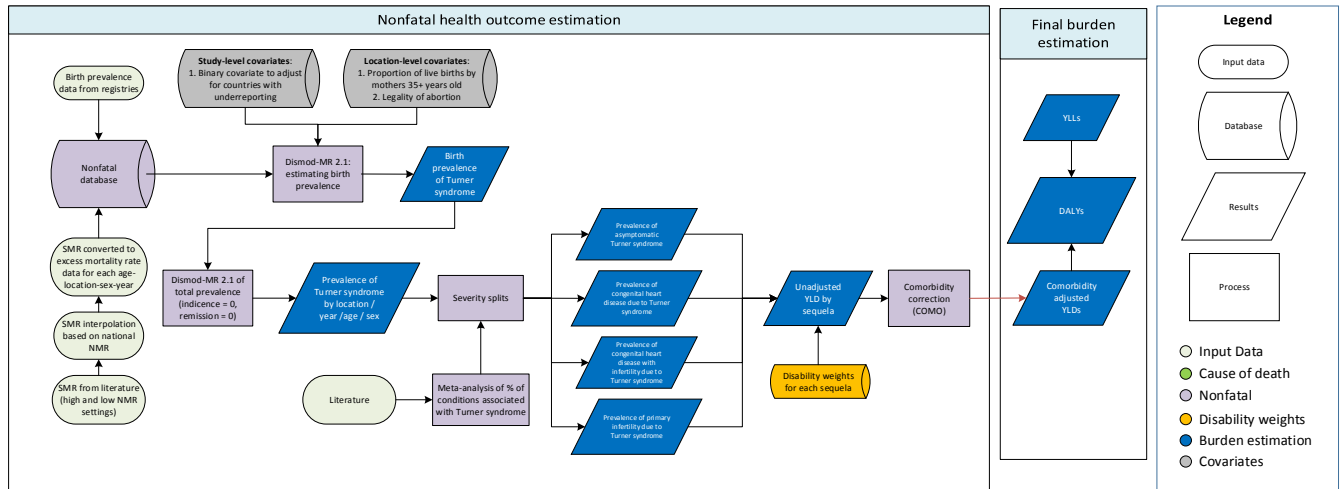 Nonfatal health outcome estimation
Birth prevalence
data from registries
Study-level covariates:
1. Binary covariate to adjust
for countries with
underreporting
Location-level covariates:
1. Proportion of live births by
mothers 35+ years old
2. Legality of abortion
Nonfatal
database
Dismod-MR 2.1:
estimating birth
prevalence
Birth
prevalence
of Turner
syndrome
SMR converted to
excess mortality rate
data for each age-
location-sex-year
SMR interpolation
based on national
NMR
SMR from literature
(high and low NMR
settings)
Dismod-MR 2.1 of
total prevalence
(indicence = 0,
remission = 0)
Prevalence of
Turner syndrome
by location /
year /age / sex
Severity splits
Literature
Meta-analysis of % of
conditions associated
with Turner syndrome
Prevalence of
asymptomatic Turner
syndrome
Prevalence of
congenital heart
disease due to Turner
syndrome
Prevalence of
congenital heart
disease with
infertility due to
Turner syndrome
Prevalence of primary
infertility due to
Turner syndrome
Unadjusted
YLD by
sequela
Disability weights
for each sequela
Comorbidity
correction
(COMO)
Final burden
estimation
YLLs
DALYs
Comorbidity
adjusted
YLDs
Legend
Input data
Database
Results
Process
Input Data
Cause of death
Nonfatal
Disability weights
Burden estimation
Covariates